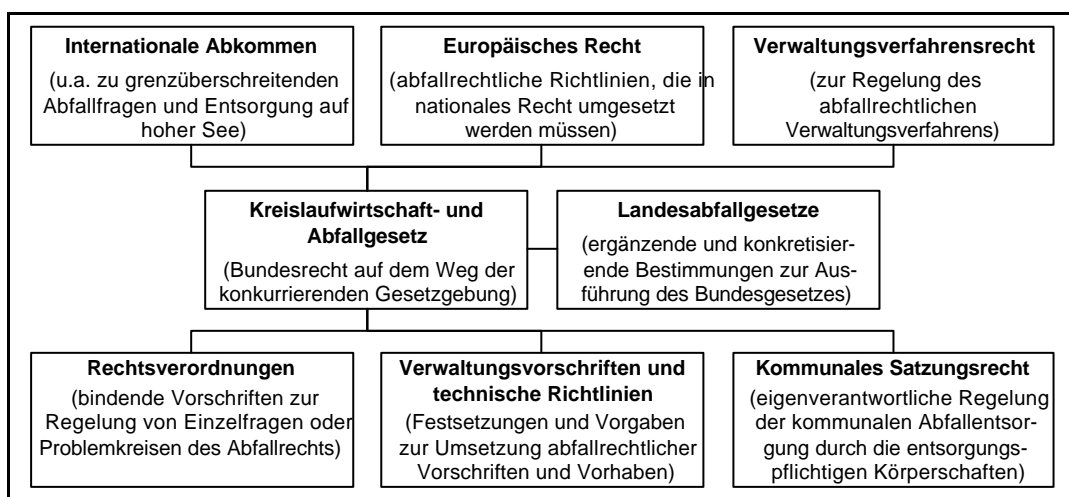 Internationale Abkommen
(u.a. zu grenzüberschreitenden
Abfallfragen und Entsorgung auf
hoher See)
Europäisches Recht
(abfallrechtliche Richtlinien, die in
nationales Recht umgesetzt
werden müssen)
Verwaltungsverfahrensrecht
(zur Regelung des
abfallrechtlichen
Verwaltungsverfahrens)
Kreislaufwirtschaft- und
Abfallgesetz
(Bundesrecht auf dem Weg der
konkurrierenden Gesetzgebung)
Landesabfallgesetze
(ergänzende und konkretisier-
ende Bestimmungen zur Aus-
führung des Bundesgesetzes)
Rechtsverordnungen
(bindende Vorschriften zur
Regelung von Einzelfragen oder
Problemkreisen des Abfallrechts)
Verwaltungsvorschriften und
technische Richtlinien
(Festsetzungen und Vorgaben
zur Umsetzung abfallrechtlicher
Vorschriften und Vorhaben)
Kommunales Satzungsrecht
(eigenverantwortliche Regelung
der kommunalen Abfallentsor-
gung durch die entsorgungs-
pflichtigen Körperschaften)